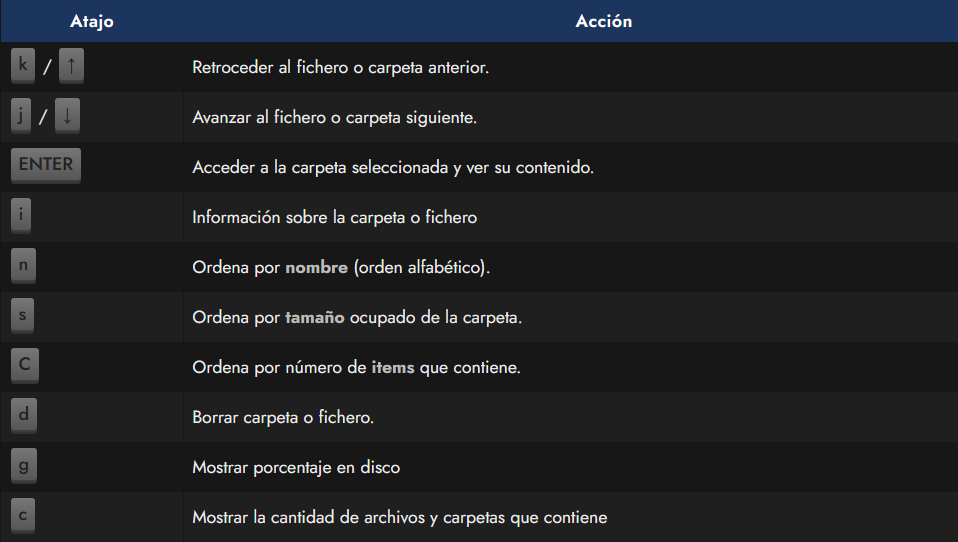 Atajo Acción
k / ↑ Retroceder al fichero o carpeta anterior.
j / ↓ Avanzar al fichero o carpeta siguiente.
ENTER Acceder a la carpeta seleccionada y ver su contenido.
i Información sobre la carpeta o fichero
n Ordena por nombre (orden alfabético).
s Ordena por tamaño ocupado de la carpeta.
C Ordena por número de items que contiene.
d Borrar carpeta o fichero.
g Mostrar porcentaje en disco
c Mostrar la cantidad de archivos y carpetas que contiene